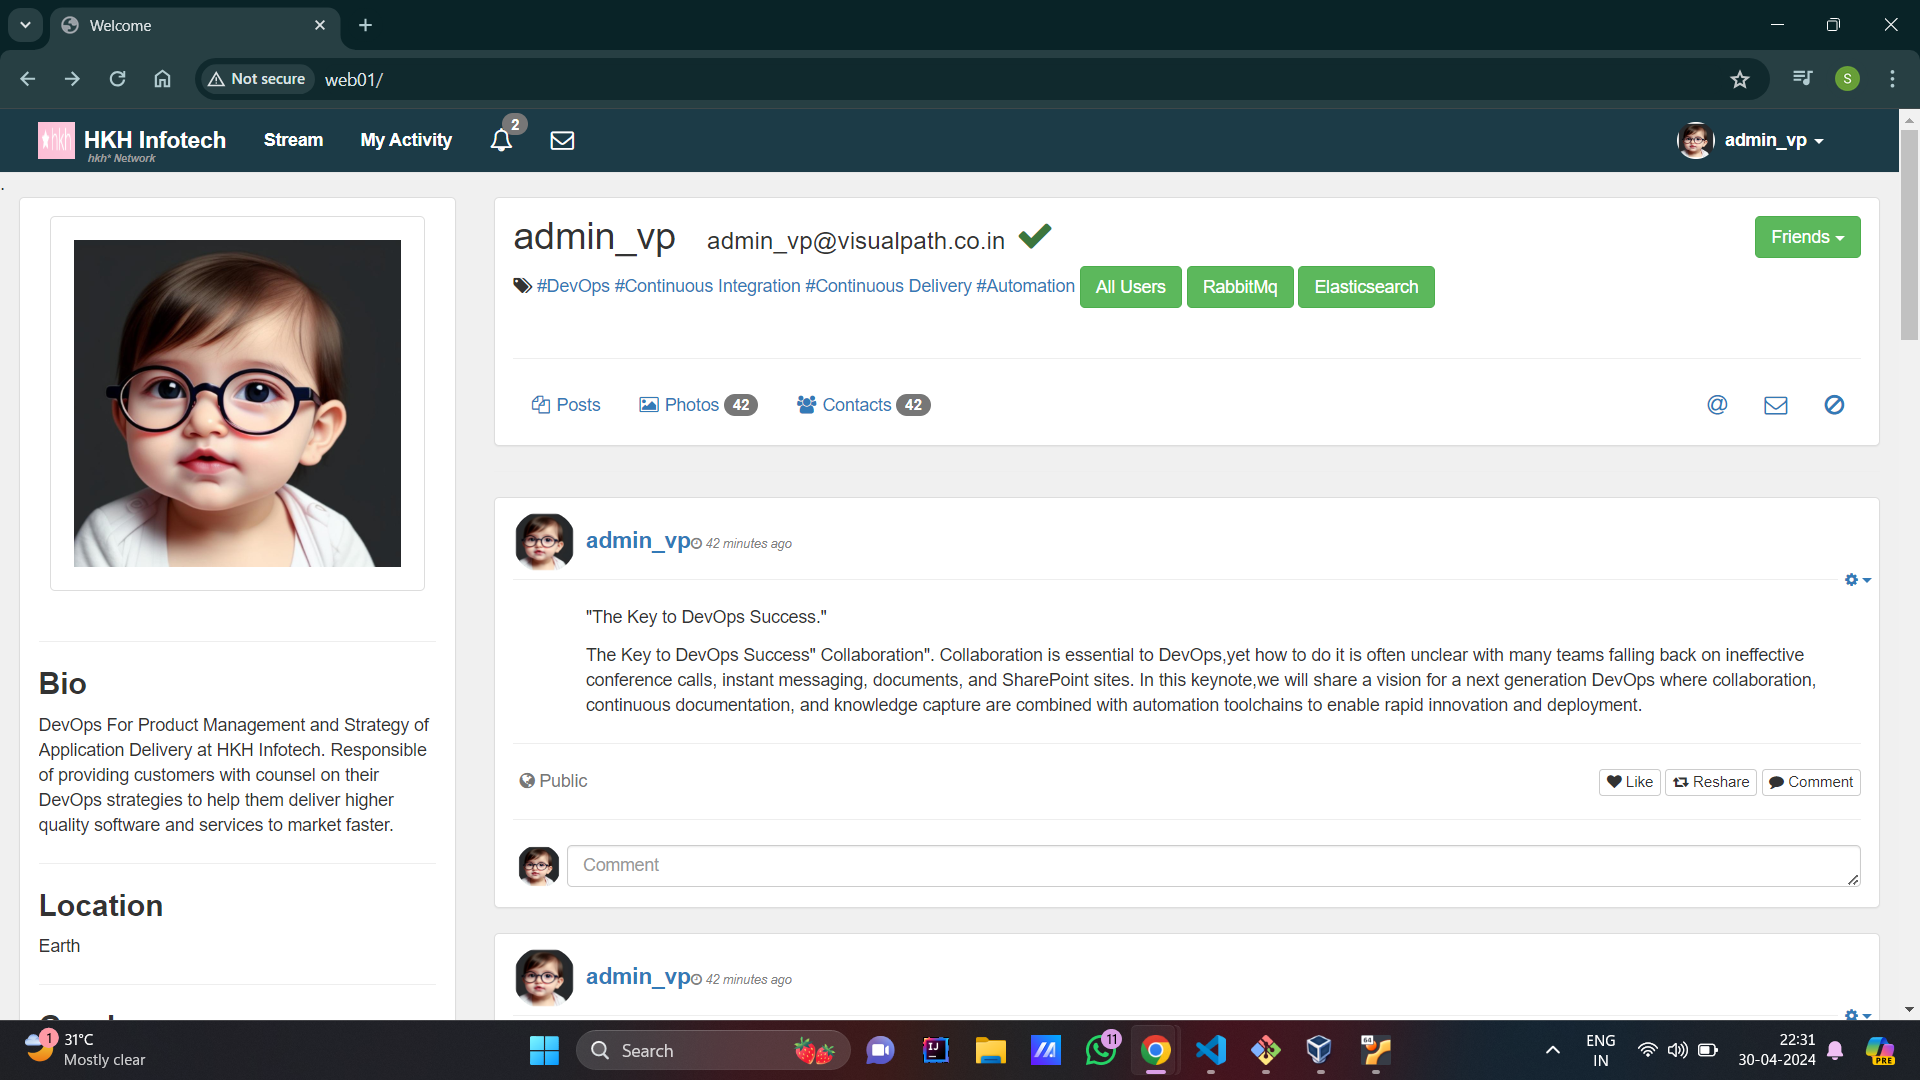 Welcome
Not secure web01/
S
hkh HKH Infotech Stream My Activity 2 admin_vp
hkh* Network
.
admin_vp admin_vp@visualpath.co.in Friends
#DevOps #Continuous Integration #Continuous Delivery #Automation All Users RabbitMq Elasticsearch
Posts Photos 42 Contacts 42 @
admin_vp 42 minutes ago
"The Key to DevOps Success."
The Key to DevOps Success" Collaboration". Collaboration is essential to DevOps,yet how to do it is often unclear with many teams falling back on ineffective
conference calls, instant messaging, documents, and SharePoint sites. In this keynote,we will share a vision for a next generation DevOps where collaboration,
continuous documentation, and knowledge capture are combined with automation toolchains to enable rapid innovation and deployment.
Public Like Reshare Comment
Comment
admin_vp 42 minutes ago
Bio
DevOps For Product Management and Strategy of
Application Delivery at HKH Infotech. Responsible
of providing customers with counsel on their
DevOps strategies to help them deliver higher
quality software and services to market faster.
Location
Earth
1 31°C
Mostly clear
Search
IJ
11
64
ENG
IN
22:31
30-04-2024
PRE